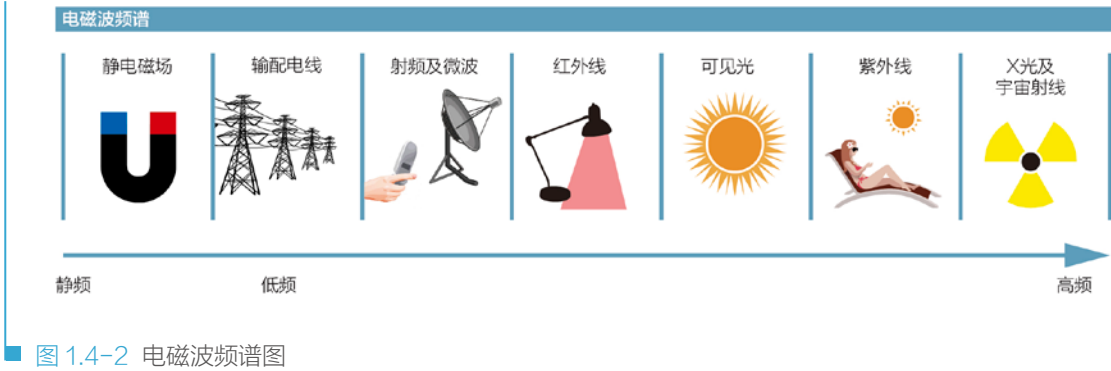 电磁波频谱
静电磁场
输配电线
射频及微波
红外线
可见光
紫外线
X光及
宇宙射线
静频
低频
高频
图 1.4-2 电磁波频谱图